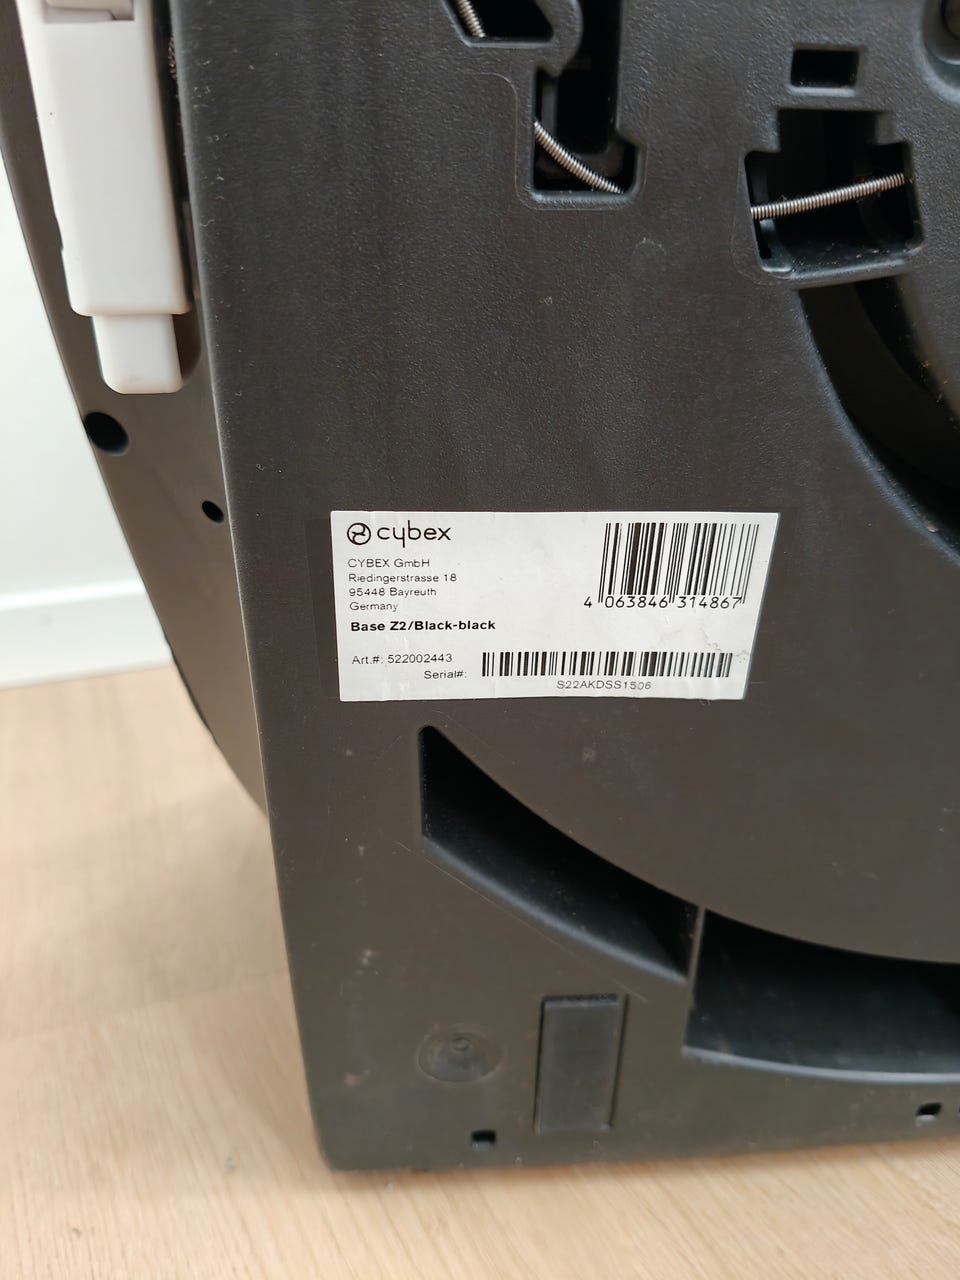 cybex
CYBEX GmbH
Riedingerstrasse 18
95448 Bayreuth
Germany
Base Z2/Black-black
4 063846 314867
Art.#: 522002443
Serial#:
S22AKDSS1506